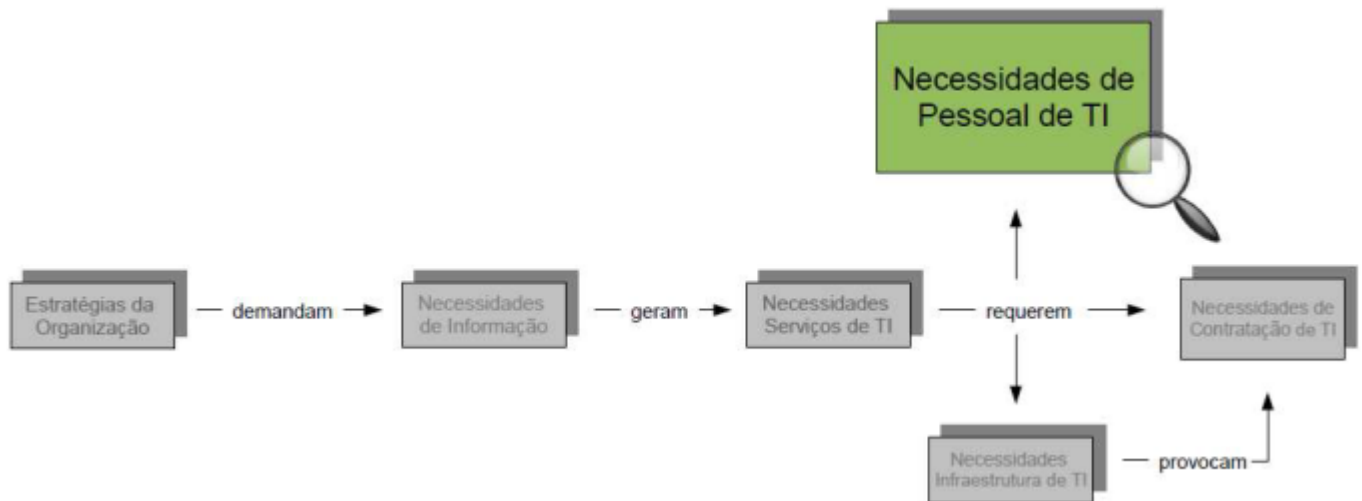 Necessidades de
Pessoal de TI
Estratégias da
Organização
demandam
Necessidades
de Informação
geram
Necessidades
Serviços de TI
requerem
Necessidades de
Contratação de TI
Necessidades
Infraestrutura de TI
provocam